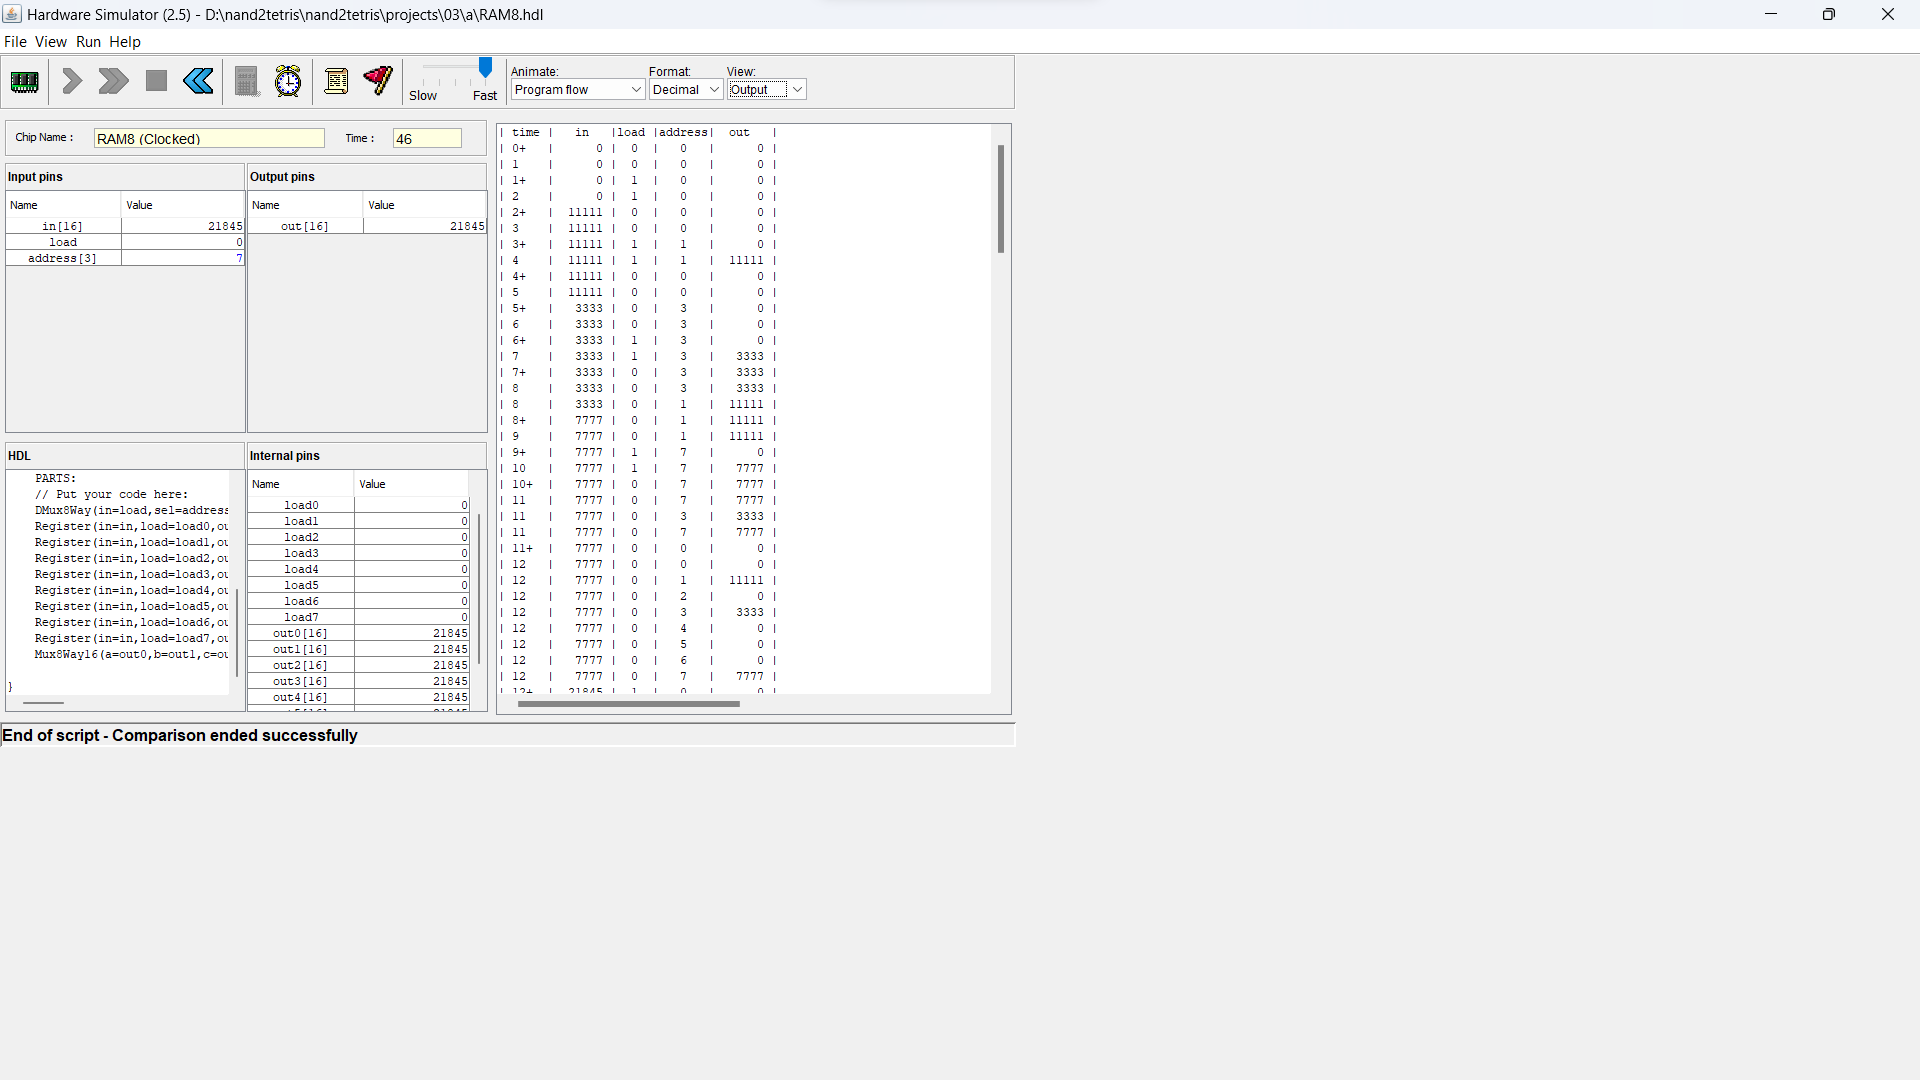 Hardware Simulator (2.5) - D:\nand2tetris\nand2tetris\projects\03\a\RAM8.hdl
File View Run Help
Slow Fast
Animate:
Program flow
Format:
Decimal
View:
Output
Chip Name :
RAM8 (Clocked)
Time :
46
Input pins
Name Value
in[16] 21845
load 0
address[3] 7
Output pins
Name Value
out[16] 21845
HDL
PARTS:
// Put your code here:
DMux8Way(in=load,sel=address
Register(in=in,load=load0,ou
Register(in=in,load=load1,ou
Register(in=in,load=load2,ou
Register(in=in,load=load3,ou
Register(in=in,load=load4,ou
Register(in=in,load=load5,ou
Register(in=in,load=load6,ou
Register(in=in,load=load7,ou
Mux8Way16(a=out0,b=out1,c=ou
}
Internal pins
Name Value
load0 0
load1 0
load2 0
load3 0
load4 0
load5 0
load6 0
load7 0
out0[16] 21845
out1[16] 21845
out2[16] 21845
out3[16] 21845
out4[16] 21845
| time | in |load |address| out |
| 0+ | 0 | 0 | 0 | 0 |
| 1 | 0 | 0 | 0 | 0 |
| 1+ | 0 | 1 | 0 | 0 |
| 2 | 0 | 1 | 0 | 0 |
| 2+ | 11111 | 0 | 0 | 0 |
| 3 | 11111 | 0 | 0 | 0 |
| 3+ | 11111 | 1 | 1 | 0 |
| 4 | 11111 | 1 | 1 | 11111 |
| 4+ | 11111 | 0 | 0 | 0 |
| 5 | 11111 | 0 | 0 | 0 |
| 5+ | 3333 | 0 | 3 | 0 |
| 6 | 3333 | 0 | 3 | 0 |
| 6+ | 3333 | 1 | 3 | 0 |
| 7 | 3333 | 1 | 3 | 3333 |
| 7+ | 3333 | 0 | 3 | 3333 |
| 8 | 3333 | 0 | 3 | 3333 |
| 8 | 3333 | 0 | 1 | 11111 |
| 8+ | 7777 | 0 | 1 | 11111 |
| 9 | 7777 | 0 | 1 | 11111 |
| 9+ | 7777 | 1 | 7 | 0 |
| 10 | 7777 | 1 | 7 | 7777 |
| 10+ | 7777 | 0 | 7 | 7777 |
| 11 | 7777 | 0 | 7 | 7777 |
| 11 | 7777 | 0 | 3 | 3333 |
| 11 | 7777 | 0 | 7 | 7777 |
| 11+ | 7777 | 0 | 0 | 0 |
| 12 | 7777 | 0 | 0 | 0 |
| 12 | 7777 | 0 | 1 | 11111 |
| 12 | 7777 | 0 | 2 | 0 |
| 12 | 7777 | 0 | 3 | 3333 |
| 12 | 7777 | 0 | 4 | 0 |
| 12 | 7777 | 0 | 5 | 0 |
| 12 | 7777 | 0 | 6 | 0 |
| 12 | 7777 | 0 | 7 | 7777 |
| 12+ | 21845 | 1 | 0 | 0 |
End of script - Comparison ended successfully